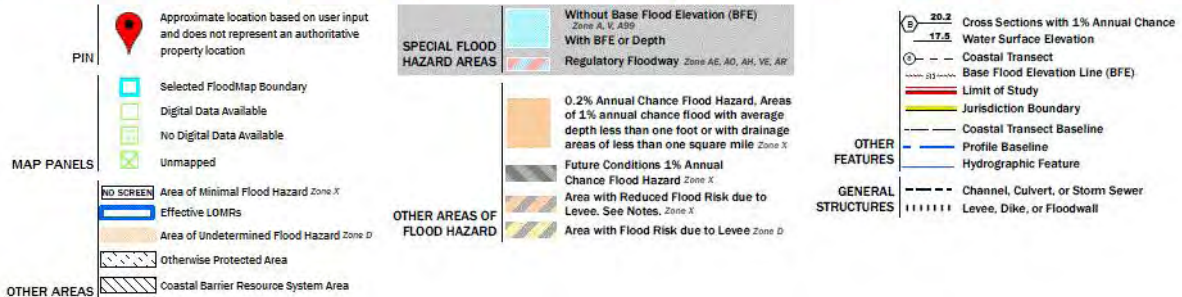 PIN
Approximate location based on user input
and does not represent an authoritative
property location
MAP PANELS
Selected FloodMap Boundary
Digital Data Available
No Digital Data Available
Unmapped
OTHER AREAS
NO SCREEN Area of Minimal Flood Hazard Zone X
Effective LOMRs
Area of Undetermined Flood Hazard Zone D
Otherwise Protected Area
Coastal Barrier Resource System Area
SPECIAL FLOOD
HAZARD AREAS
Without Base Flood Elevation (BFE)
Zone A, V, A99
With BFE or Depth
Regulatory Floodway Zone AE, AO, AH, VE, AR
OTHER AREAS OF
FLOOD HAZARD
0.2% Annual Chance Flood Hazard, Areas
of 1% annual chance flood with average
depth less than one foot or with drainage
areas of less than one square mile Zone X
Future Conditions 1% Annual
Chance Flood Hazard Zone X
Area with Reduced Flood Risk due to
Levee. See Notes. Zone X
Area with Flood Risk due to Levee Zone D
OTHER
FEATURES
B 20.2 Cross Sections with 1% Annual Chance
17.5 Water Surface Elevation
8 Coastal Transect
513 Base Flood Elevation Line (BFE)
Limit of Study
Jurisdiction Boundary
Coastal Transect Baseline
Profile Baseline
Hydrographic Feature
GENERAL
STRUCTURES
Channel, Culvert, or Storm Sewer
Levee, Dike, or Floodwall